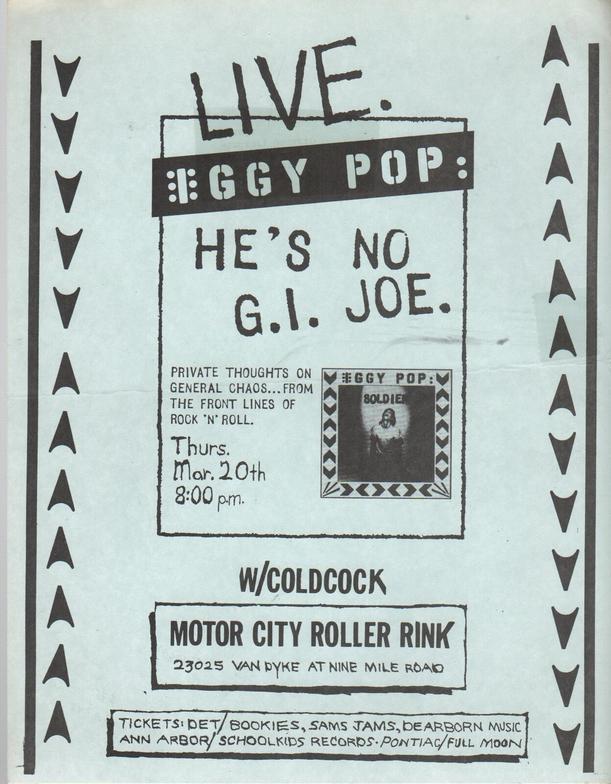 LIVE.
IGGY POP:
HE'S NO
G.I. JOE.
PRIVATE THOUGHTS ON
GENERAL CHAOS...FROM
THE FRONT LINES OF
ROCK 'N' ROLL.
IGGY POP:
SOLDIER
Thurs.
Mar. 20th
8:00 p.m.
W/COLDCOCK
MOTOR CITY ROLLER RINK
23025 VAN DYKE AT NINE MILE ROAD
TICKETS: DET/ BOOKIES, SAMS JAMS, DEARBORN MUSIC
ANN ARBOR/ SCHOOLKIDS RECORDS · PONTIAC/ FULL MOON